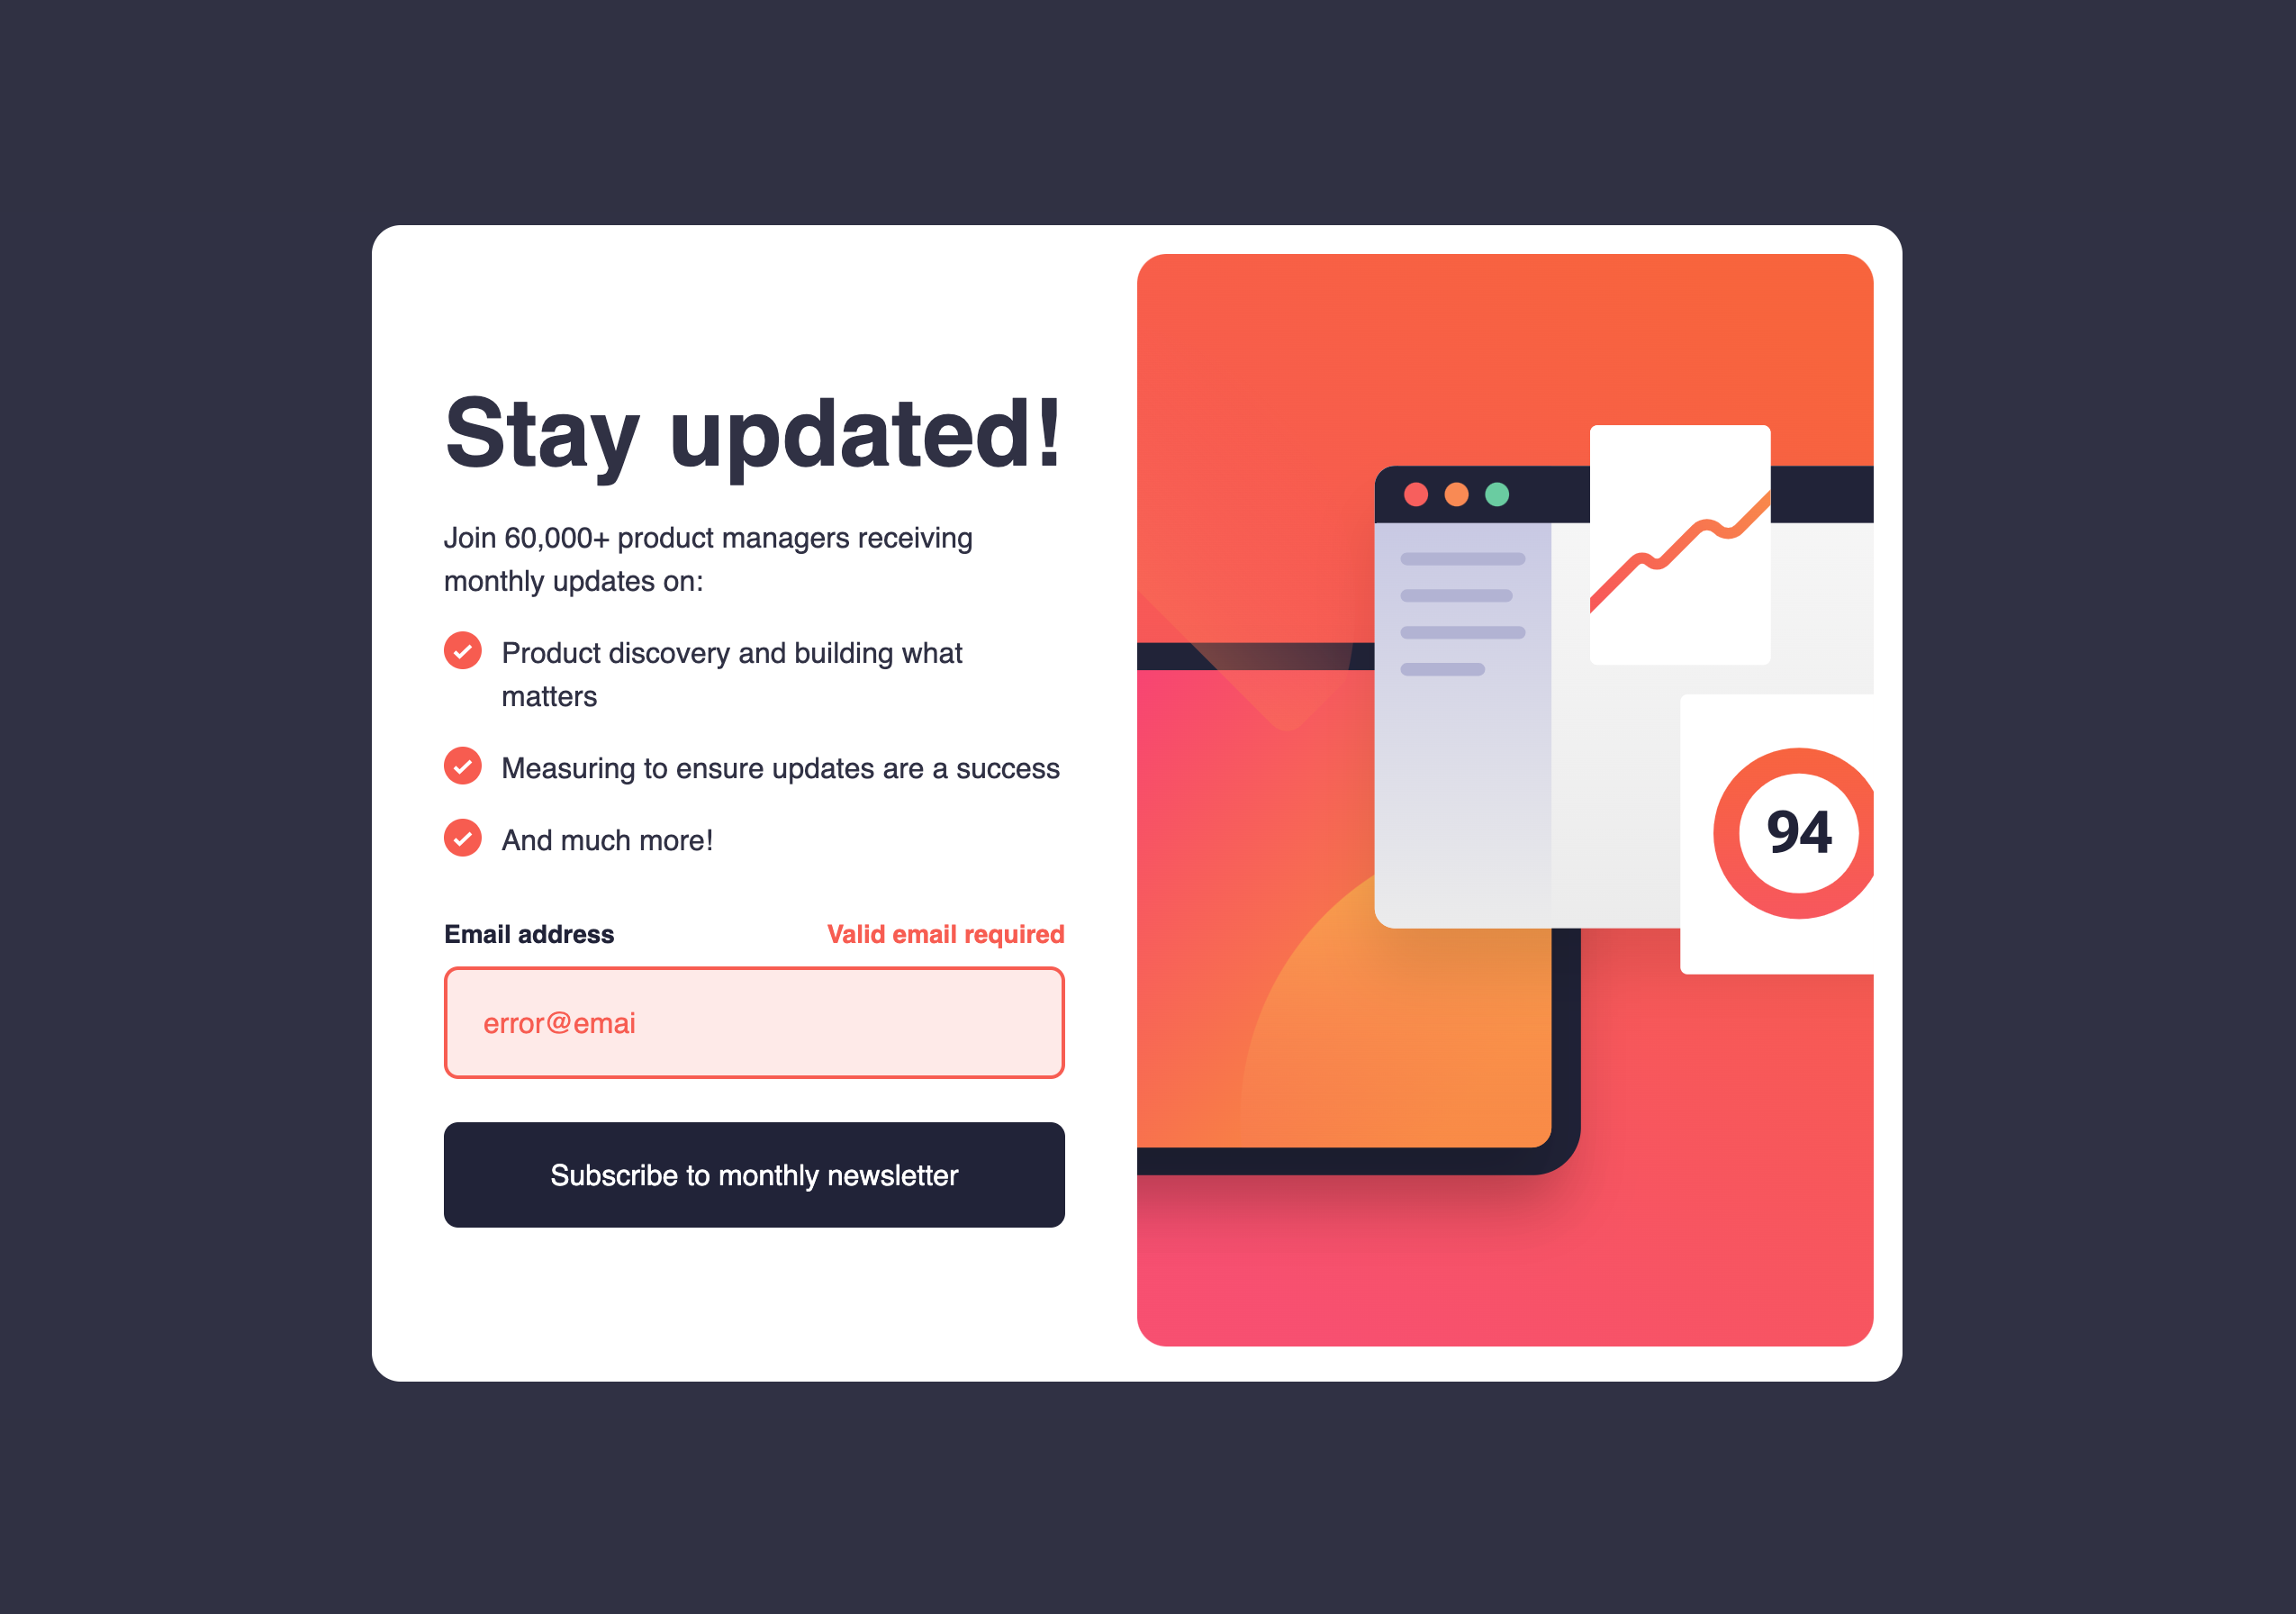 Stay updated!
Join 60,000+ product managers receiving
monthly updates on:
Product discovery and building what
matters
Measuring to ensure updates are a success
And much more!
Email address
Valid email required
error@emai
Subscribe to monthly newsletter
94